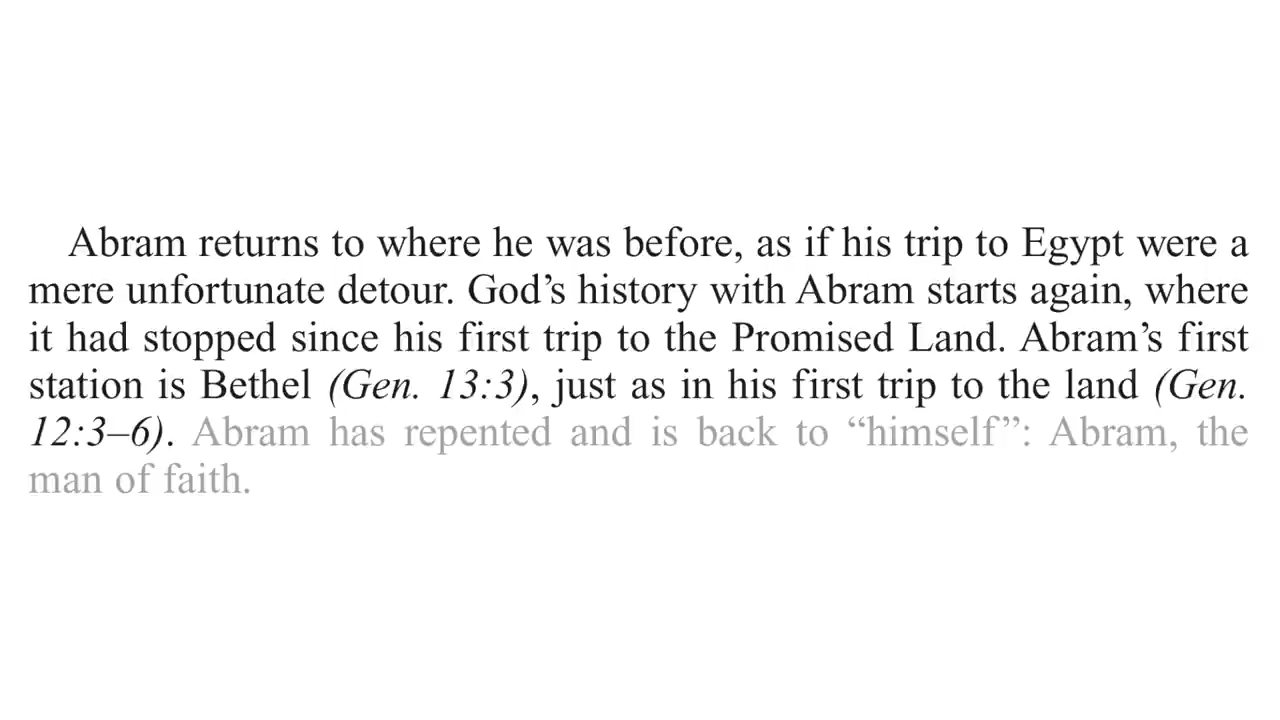 Abram returns to where he was before, as if his trip to Egypt were a
mere unfortunate detour. God’s history with Abram starts again, where
it had stopped since his first trip to the Promised Land. Abram’s first
station is Bethel (Gen. 13:3), just as in his first trip to the land (Gen.
12:3–6). Abram has repented and is back to “himself”: Abram, the
man of faith.